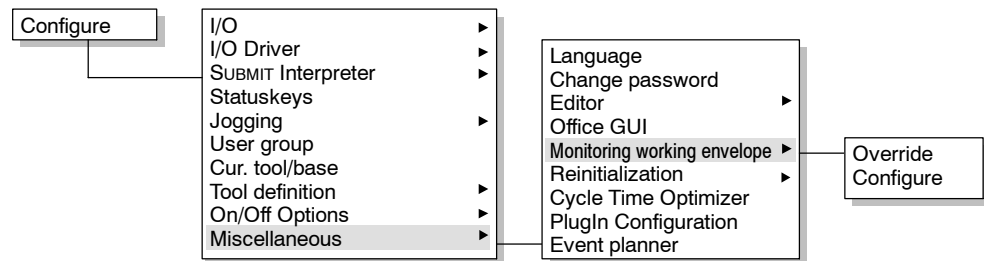 Configure
I/O
I/O Driver
SUBMIT Interpreter
Statuskeys
Jogging
User group
Cur. tool/base
Tool definition
On/Off Options
Miscellaneous
Language
Change password
Editor
Office GUI
Monitoring working envelope
Reinitialization
Cycle Time Optimizer
PlugIn Configuration
Event planner
Override
Configure